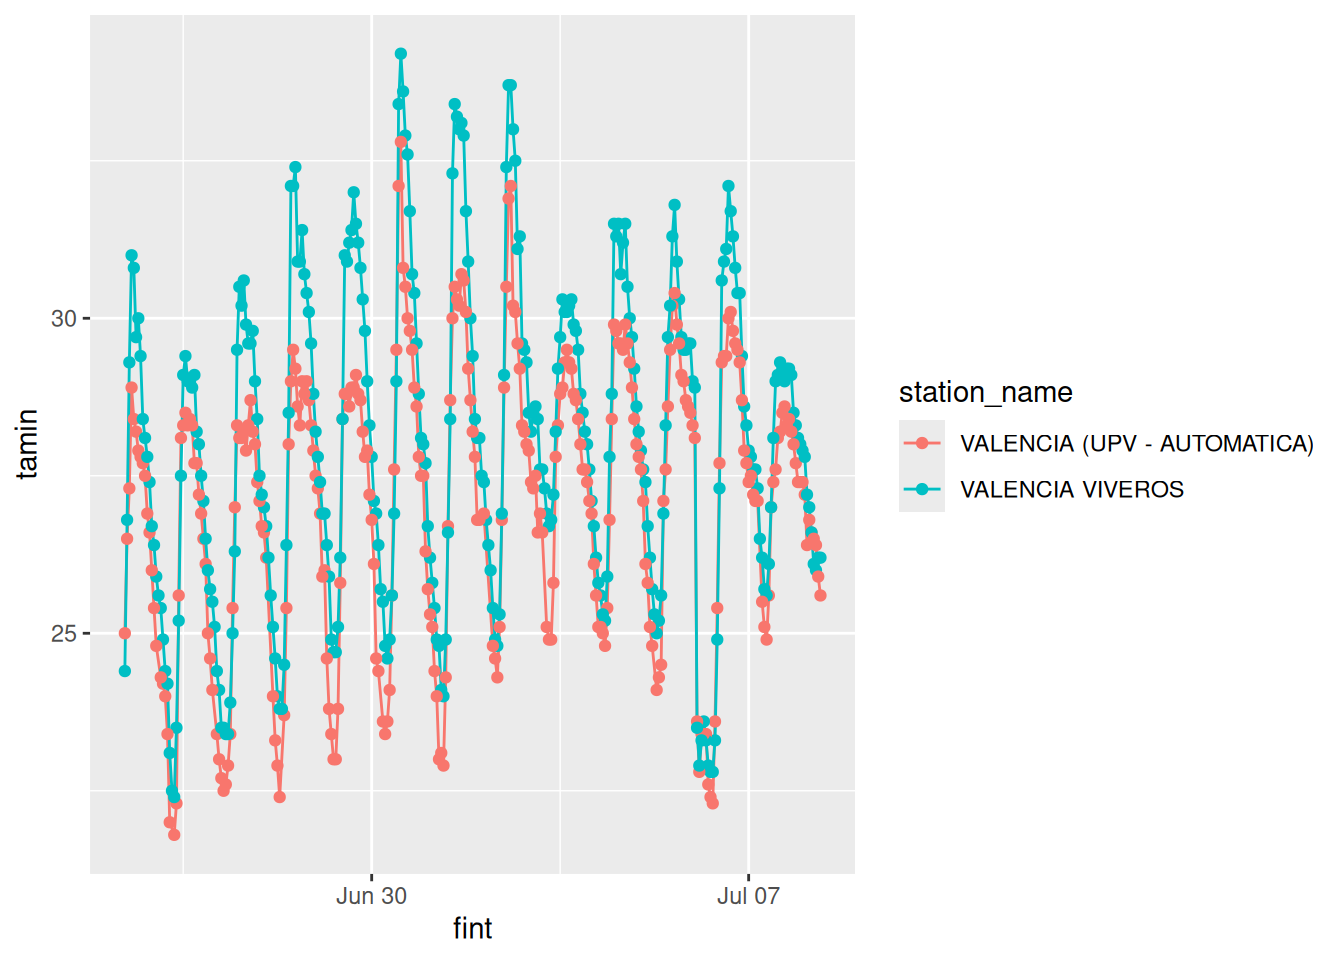 tamin
30
25
Jun 30
Jul 07
fint
station_name
VALENCIA (UPV - AUTOMATICA)
VALENCIA VIVEROS